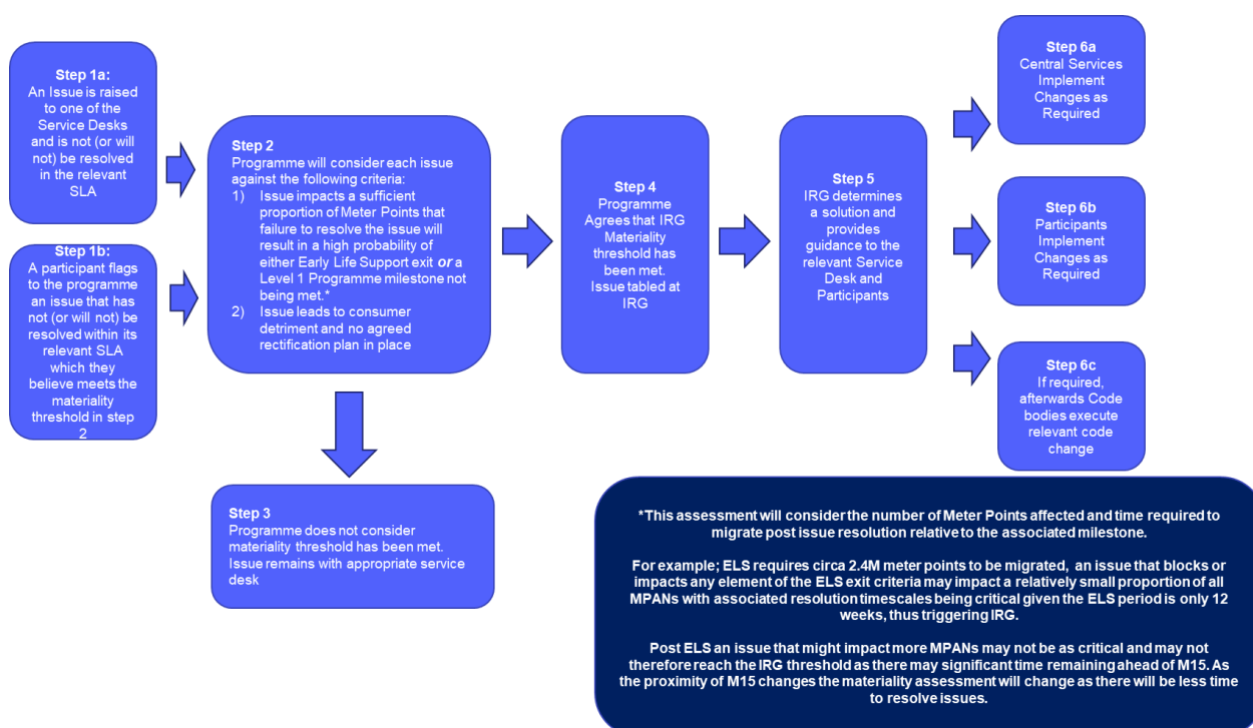 Step 1a:
An Issue is raised
to one of the
Service Desks
and is not (or will
not) be resolved
in the relevant
SLA
Step 1b:
A participant flags
to the programme
an issue that has
not (or will not) be
resolved within its
relevant SLA
which they
believe meets the
materiality
threshold in step
2
Step 2
Programme will consider each issue
against the following criteria:
1) Issue impacts a sufficient
proportion of Meter Points that
failure to resolve the issue will
result in a high probability of
either Early Life Support exit or a
Level 1 Programme milestone not
being met.*
2) Issue leads to consumer
detriment and no agreed
rectification plan in place
Step 3
Programme does not consider
materiality threshold has been met.
Issue remains with appropriate service
desk
Step 4
Programme
Agrees that IRG
Materiality
threshold has
been met.
Issue tabled at
IRG
Step 5
IRG determines
a solution and
provides
guidance to the
relevant Service
Desk and
Participants
Step 6a
Central Services
Implement
Changes as
Required
Step 6b
Participants
Implement
Changes as
Required
Step 6c
If required,
afterwards Code
bodies execute
relevant code
change
*This assessment will consider the number of Meter Points affected and time required to
migrate post issue resolution relative to the associated milestone.
For example; ELS requires circa 2.4M meter points to be migrated, an issue that blocks or
impacts any element of the ELS exit criteria may impact a relatively small proportion of all
MPANs with associated resolution timescales being critical given the ELS period is only 12
weeks, thus triggering IRG.
Post ELS an issue that might impact more MPANs may not be as critical and may not
therefore reach the IRG threshold as there may significant time remaining ahead of M15. As
the proximity of M15 changes the materiality assessment will change as there will be less time
to resolve issues.